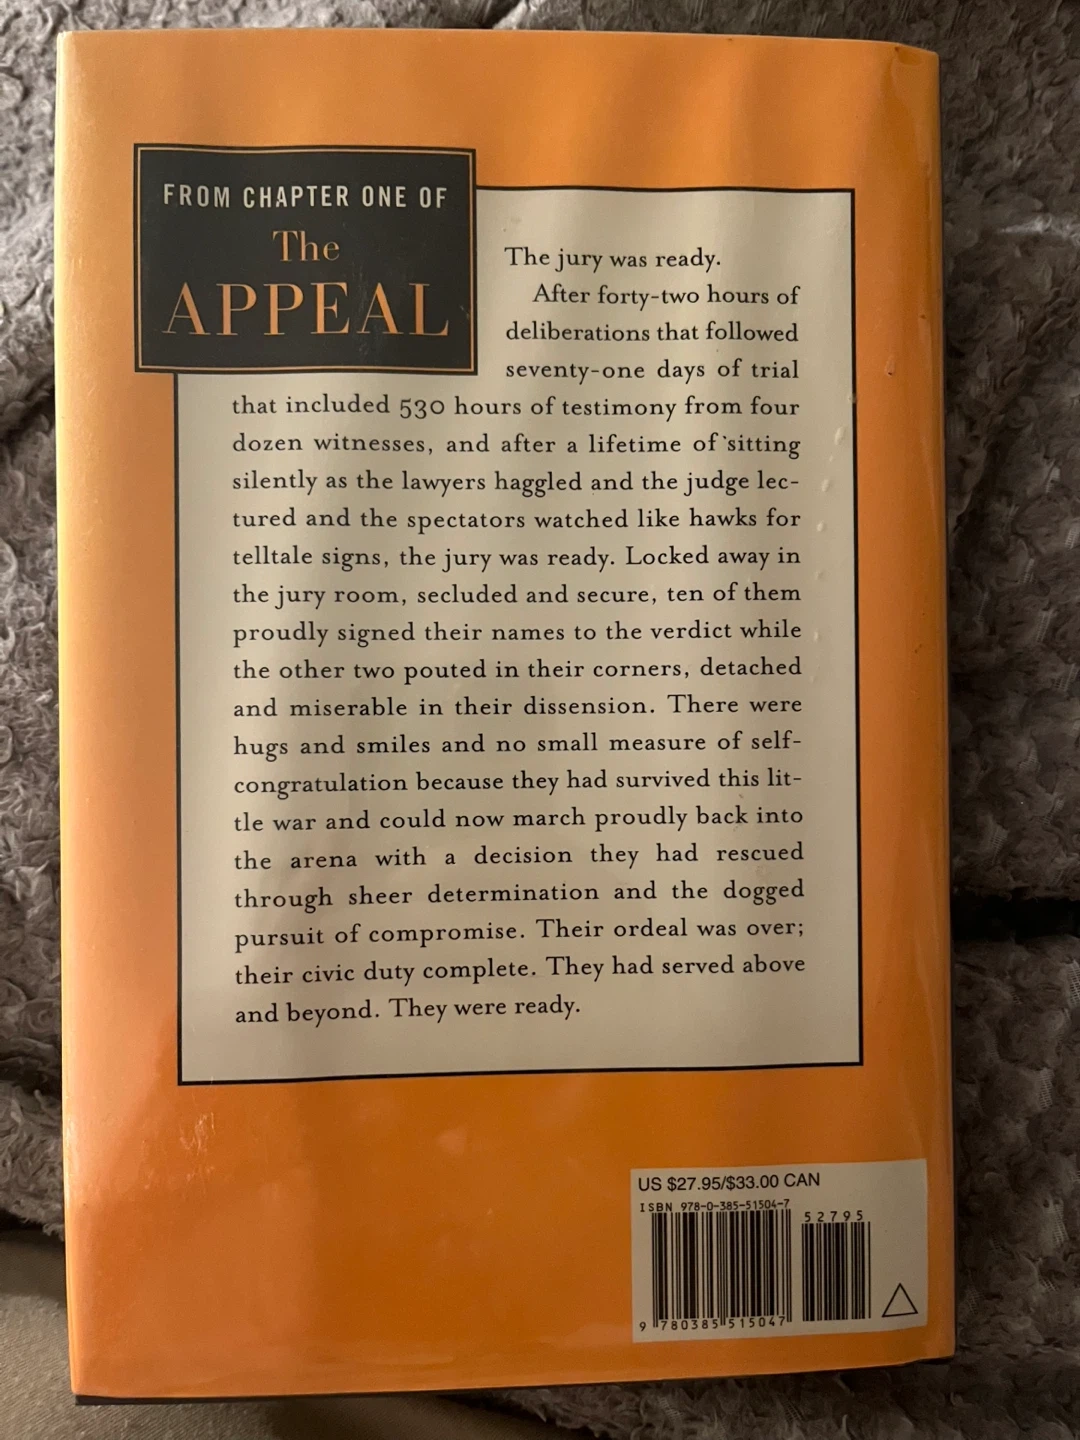 FROM CHAPTER ONE OF
The
APPEAL
The jury was ready.
After forty-two hours of
deliberations that followed
seventy-one days of trial
that included 530 hours of testimony from four
dozen witnesses, and after a lifetime of sitting
silently as the lawyers haggled and the judge lec-
tured and the spectators watched like hawks for
telltale signs, the jury was ready. Locked away in
the jury room, secluded and secure, ten of them
proudly signed their names to the verdict while
the other two pouted in their corners, detached
and miserable in their dissension. There were
hugs and smiles and no small measure of self-
congratulation because they had survived this lit-
tle war and could now march proudly back into
the arena with a decision they had rescued
through sheer determination and the dogged
pursuit of compromise. Their ordeal was over;
their civic duty complete. They had served above
and beyond. They were ready.
US $27.95/$33.00 CAN
ISBN 978-0-385-51504-7
52795
9 780385 515047